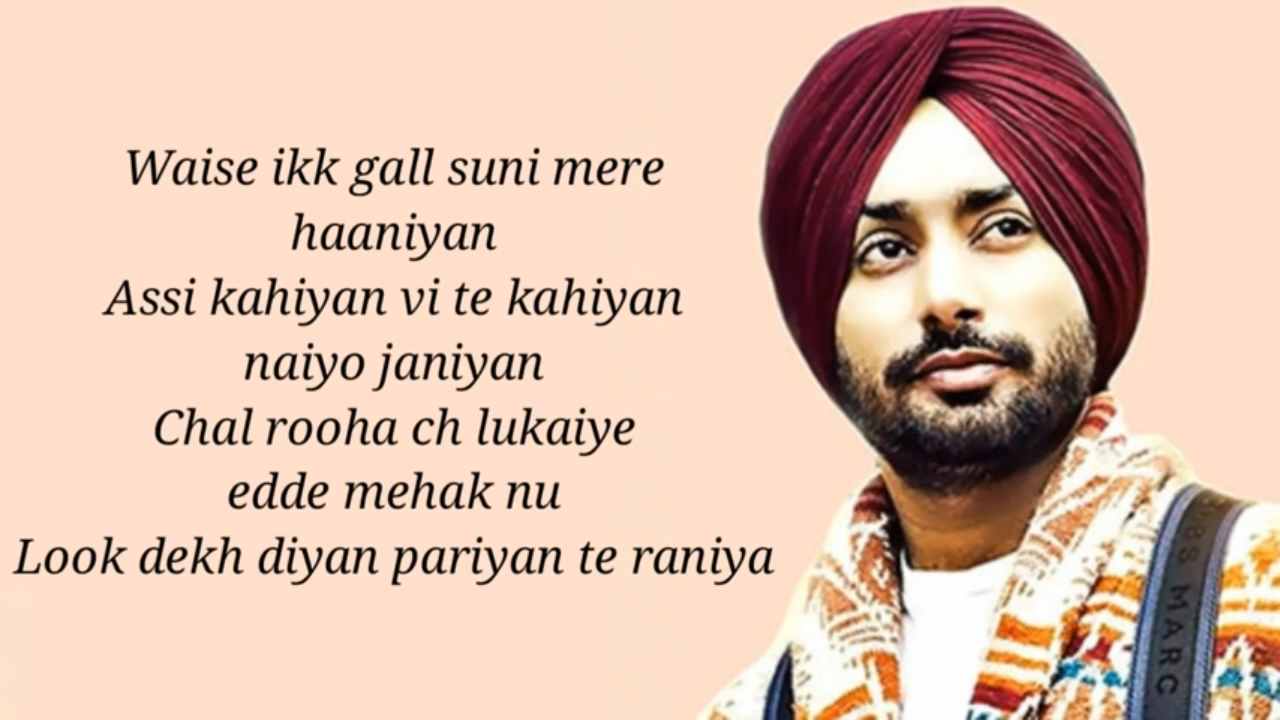 Waise ikk gall suni mere
haaniyan
Assi kahiyan vi te kahiyan
naiyo janiyan
Chal rooha ch lukaiye
edde mehak nu
Look dekh diyan pariyan te raniya
MARC